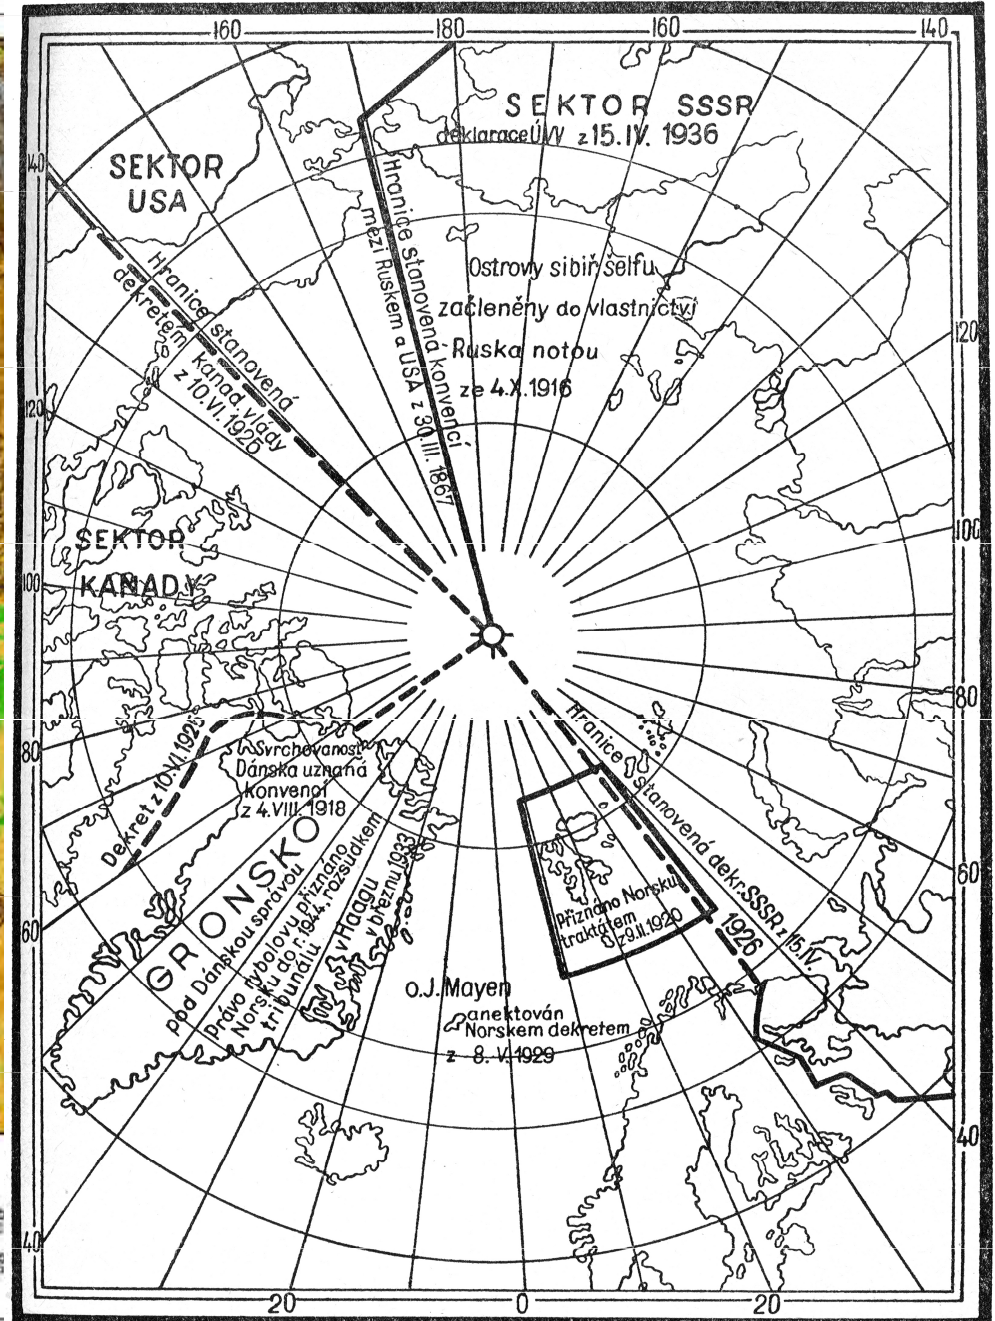 160
180
160
140
SEKTOR SSSR
deklarace ÚVV z 15. IV. 1936
140
SEKTOR
USA
Hranice stanovená konvencí
mezi Ruskem a USA z 30. III. 1867
Ostrovy sibiř. šelfu
začleněny do vlastnictví
Ruska notou
ze 4. X. 1916
Hranice stanovená
dekretem kanad. vlády
z 10. VI. 1925
120
120
SEKTOR
KANADY
100
100
80
80
Dekret z 10. VI. 1925
Svrchovanost
Dánska uznaná
konvencí
z 4. VIII. 1918
GRONSKO
pod Dánskou správou
Právo rybolovu přiznáno
Norsku do r. 1944 rozsudkem
tribunálu v Haagu
v březnu 1933
Hranice stanovená dekr. SSSR z 15. IV.
1926
Přiznáno Norsku
traktátem
z 9. II. 1920
60
60
o. J. Mayen
anektován
Norskem dekretem
z 8. V. 1929
40
40
20
0
20